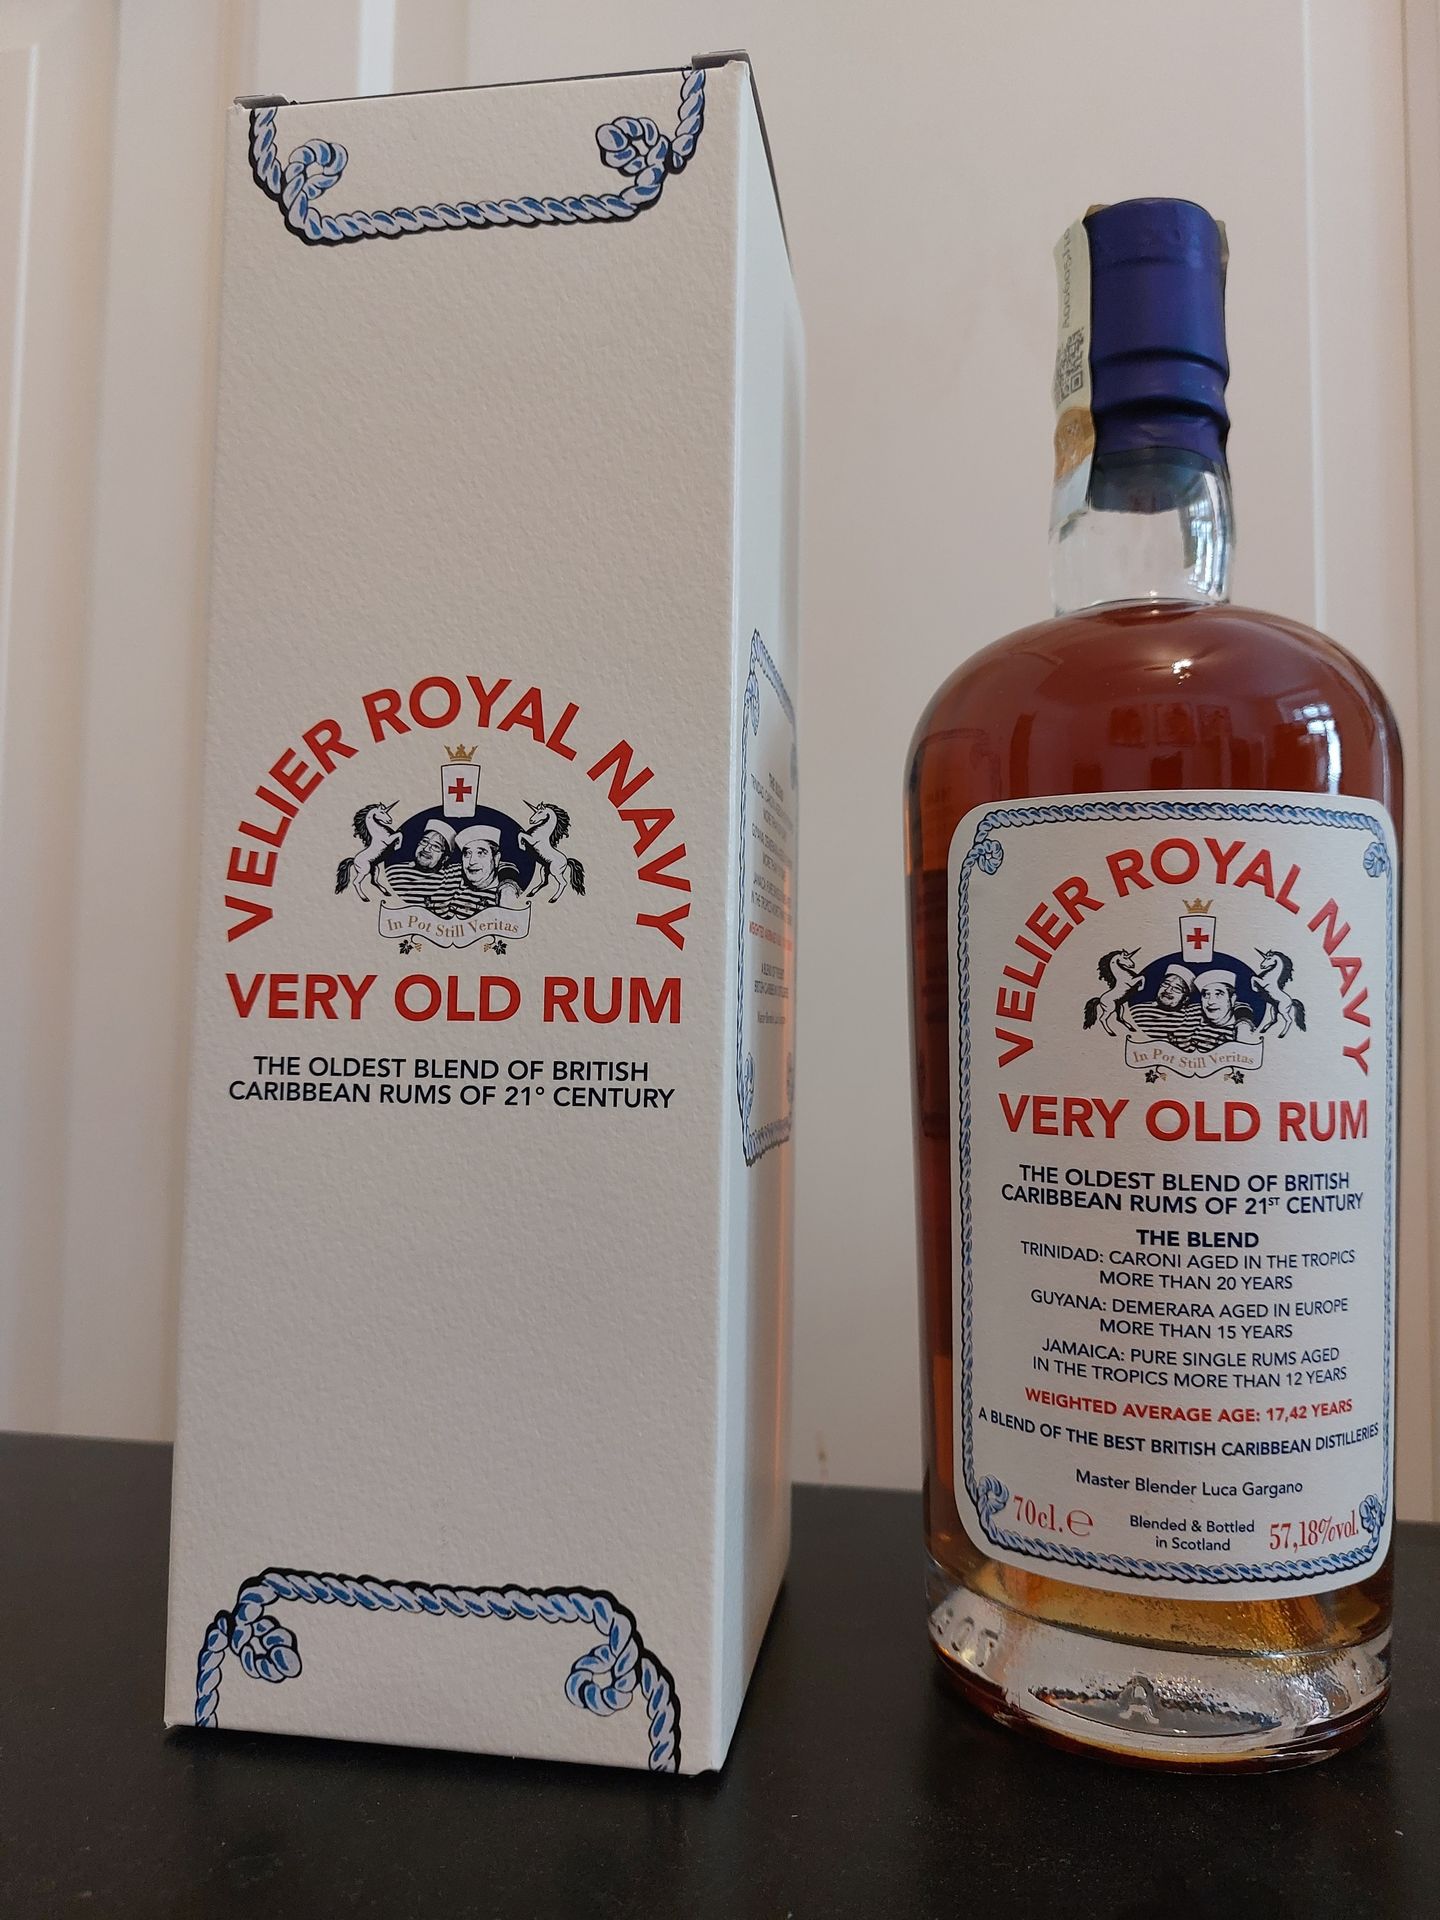 VELIER ROYAL NAVY
In Pot Still Veritas
VERY OLD RUM
THE OLDEST BLEND OF BRITISH
CARIBBEAN RUMS OF 21° CENTURY
VELIER ROYAL NAVY
In Pot Still Veritas
VERY OLD RUM
THE OLDEST BLEND OF BRITISH
CARIBBEAN RUMS OF 21ST CENTURY
THE BLEND
TRINIDAD: CARONI AGED IN THE TROPICS
MORE THAN 20 YEARS
GUYANA: DEMERARA AGED IN EUROPE
MORE THAN 15 YEARS
JAMAICA: PURE SINGLE RUMS AGED
IN THE TROPICS MORE THAN 12 YEARS
WEIGHTED AVERAGE AGE: 17,42 YEARS
A BLEND OF THE BEST BRITISH CARIBBEAN DISTILLERIES
Master Blender Luca Gargano
70cl. ℮
Blended & Bottled
in Scotland
57,18%vol.